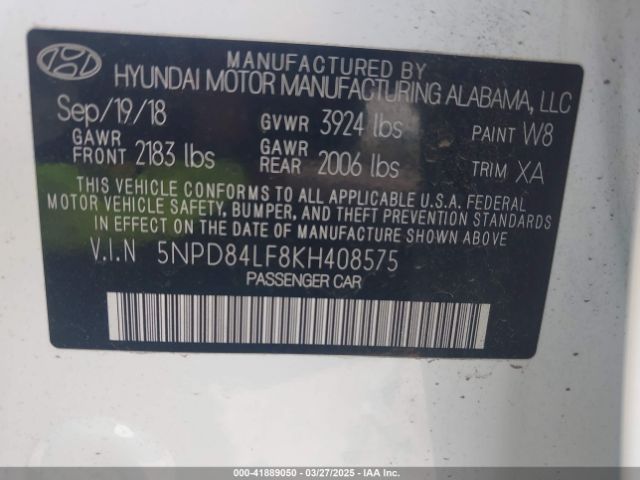 MANUFACTURED BY
HYUNDAI MOTOR MANUFACTURING ALABAMA, LLC
Sep/19/18 GVWR 3924 lbs PAINT W8
GAWR FRONT 2183 lbs GAWR REAR 2006 lbs TRIM XA
THIS VEHICLE CONFORMS TO ALL APPLICABLE U.S.A. FEDERAL
MOTOR VEHICLE SAFETY, BUMPER, AND THEFT PREVENTION STANDARDS
IN EFFECT ON THE DATE OF MANUFACTURE SHOWN ABOVE
V.I.N 5NPD84LF8KH408575
PASSENGER CAR
000-41889050 - 03/27/2025 - IAA Inc.